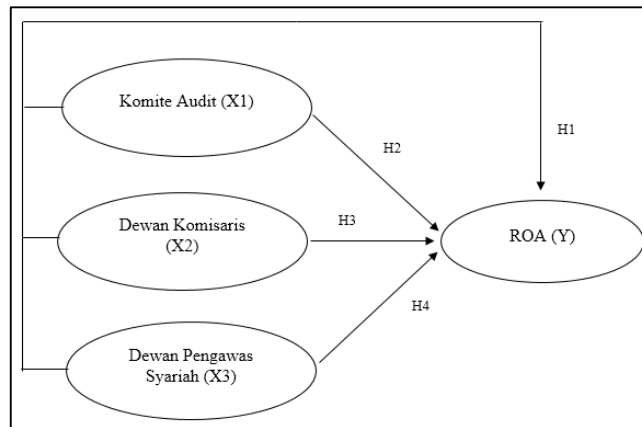 Komite Audit (X1)
H1
H2
Dewan Komisaris
(X2)
H3
ROA (Y)
H4
Dewan Pengawas
Syariah (X3)